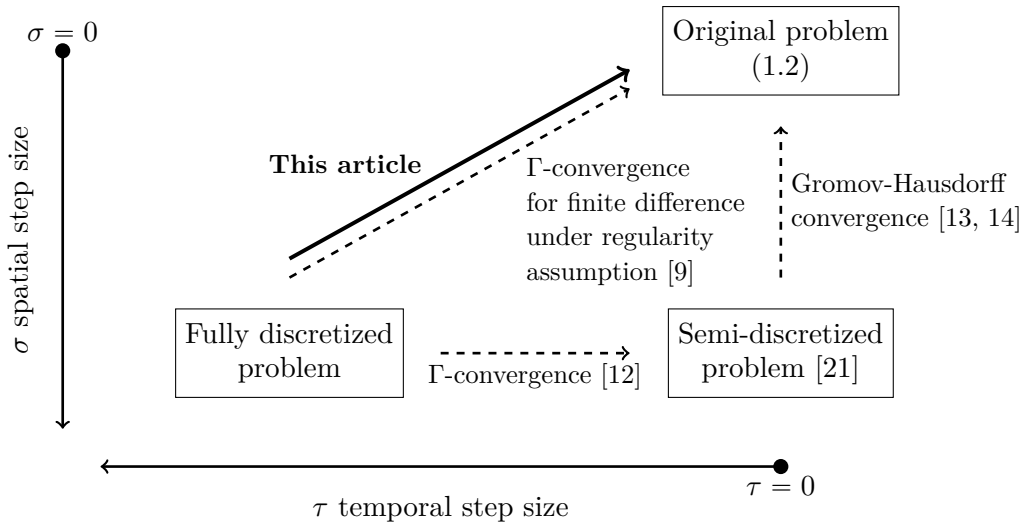 σ = 0
Original problem
(1.2)
This article
Γ-convergence
for finite difference
under regularity
assumption [9]
Gromov-Hausdorff
convergence [13, 14]
σ spatial step size
Fully discretized
problem
Γ-convergence [12]
Semi-discretized
problem [21]
τ = 0
τ temporal step size